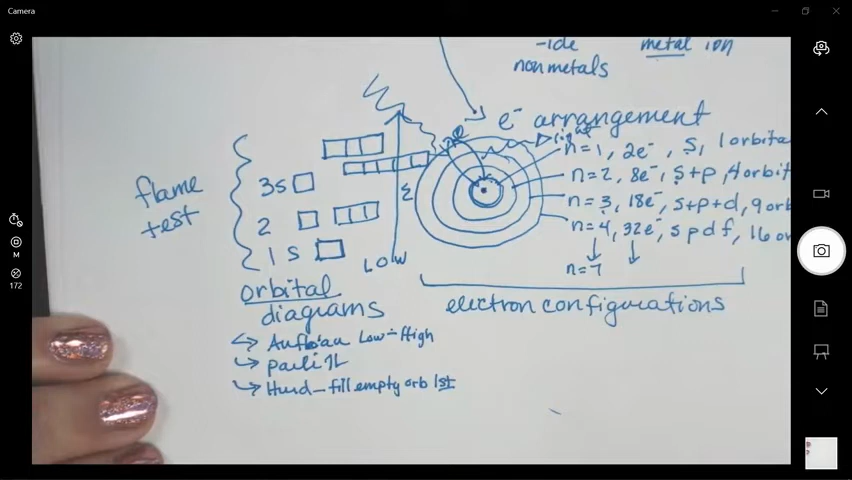 Camera
-ide
metal ion
nonmetals
e⁻ arrangement
light
n=1, 2e⁻, s, 1 orbita
n=2, 8e⁻, s+p, 4 orbit
n=3, 18e⁻, s+p+d, 9 orb
n=4, 32e⁻, s p d f, 16 or
n=7
flame
test
3s
2
1s
E
LOW
orbital
diagrams
electron configurations
Aufbau Low-High
Pauli ↑↓
Hund-fill empty orb 1st
M
172